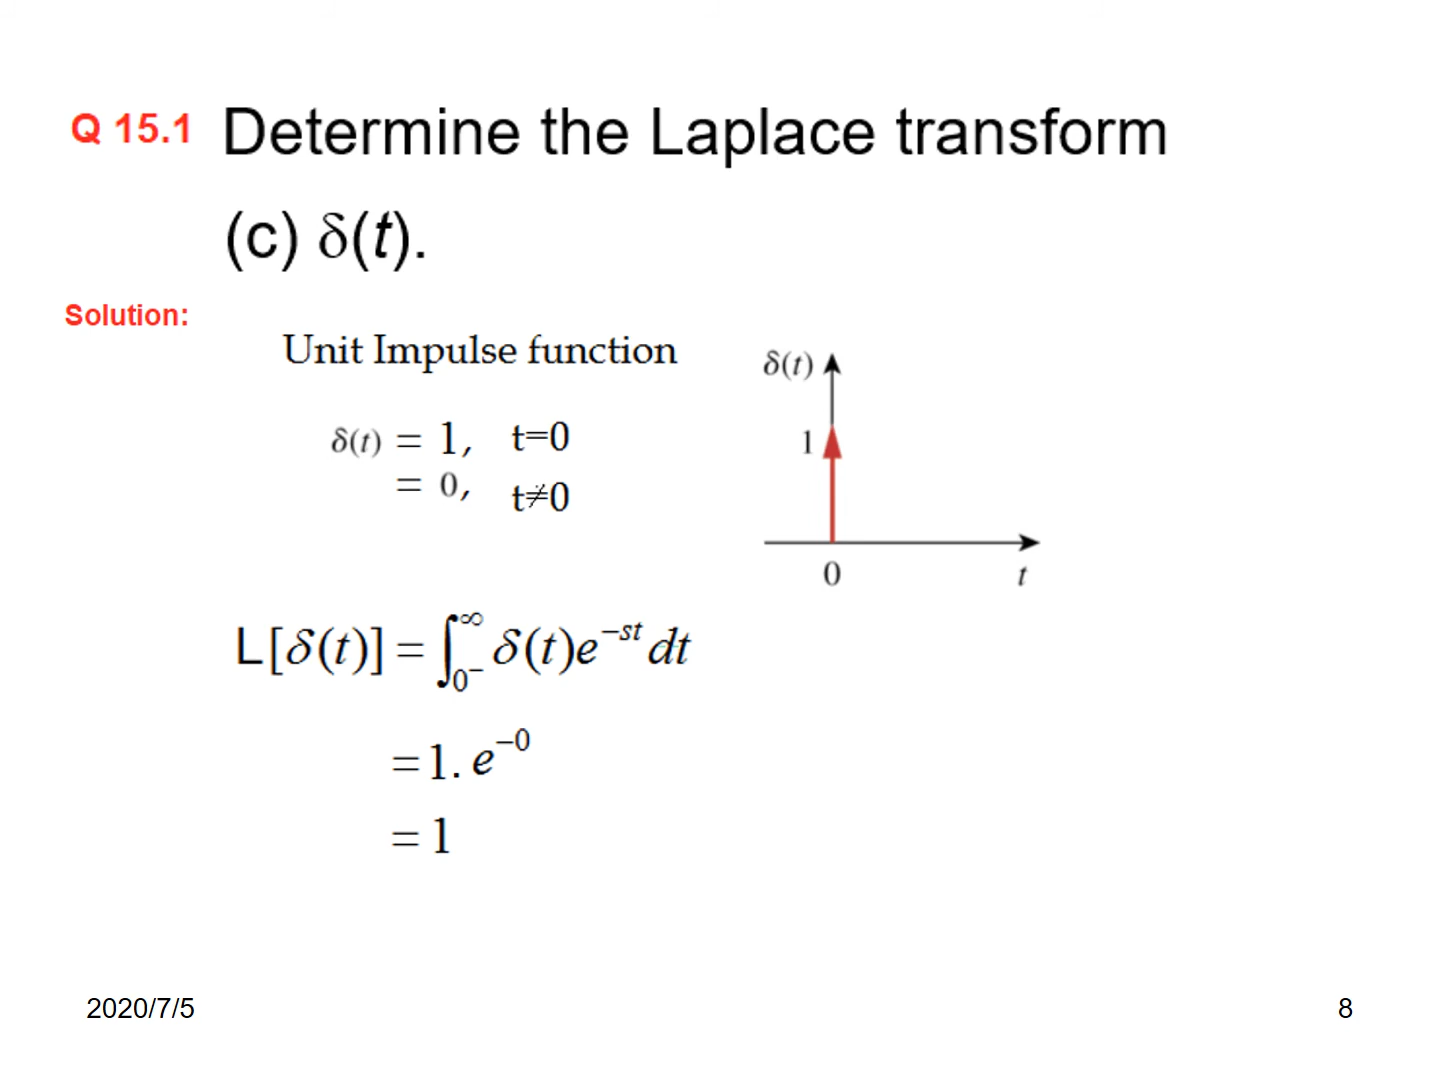 Q 15.1 Determine the Laplace transform
(c) δ(t).
Solution:
Unit Impulse function
δ(t) = 1, t=0
= 0, t≠0
δ(t)
1
0
t
L[δ(t)] = ∫₀₋^∞ δ(t)e^{−st} dt
= 1. e^{−0}
= 1
2020/7/5
8